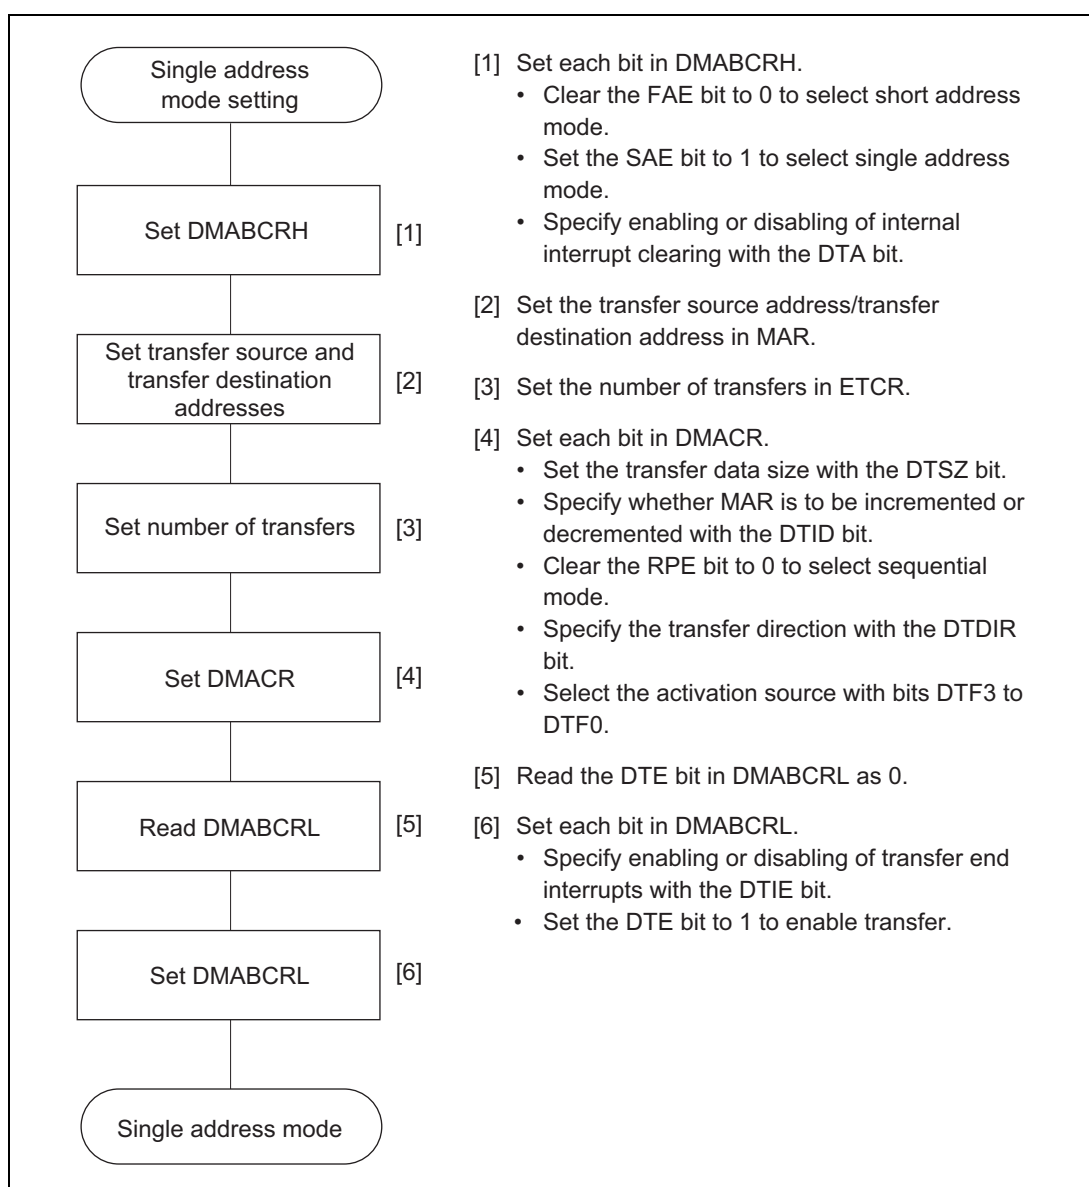 Single address
mode setting
Set DMABCRH
[1]
Set transfer source and
transfer destination
addresses
[2]
Set number of transfers
[3]
Set DMACR
[4]
Read DMABCRL
[5]
Set DMABCRL
[6]
Single address mode
[1] Set each bit in DMABCRH.
• Clear the FAE bit to 0 to select short address
mode.
• Set the SAE bit to 1 to select single address
mode.
• Specify enabling or disabling of internal
interrupt clearing with the DTA bit.
[2] Set the transfer source address/transfer
destination address in MAR.
[3] Set the number of transfers in ETCR.
[4] Set each bit in DMACR.
• Set the transfer data size with the DTSZ bit.
• Specify whether MAR is to be incremented or
decremented with the DTID bit.
• Clear the RPE bit to 0 to select sequential
mode.
• Specify the transfer direction with the DTDIR
bit.
• Select the activation source with bits DTF3 to
DTF0.
[5] Read the DTE bit in DMABCRL as 0.
[6] Set each bit in DMABCRL.
• Specify enabling or disabling of transfer end
interrupts with the DTIE bit.
• Set the DTE bit to 1 to enable transfer.